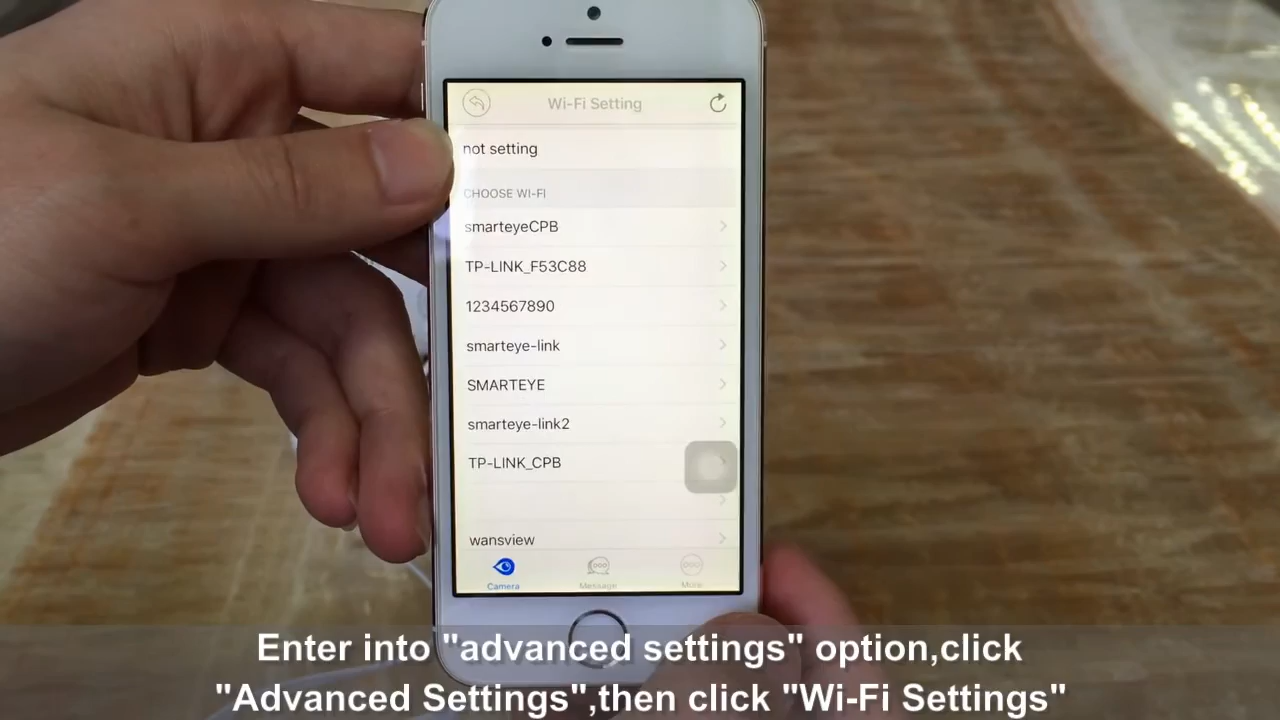 Wi-Fi Setting
not setting
CHOOSE WI-FI
smarteyeCPB
TP-LINK_F53C88
1234567890
smarteye-link
SMARTEYE
smarteye-link2
TP-LINK_CPB
wansview
Camera
Message
More
Enter into "advanced settings" option,click
"Advanced Settings",then click "Wi-Fi Settings"